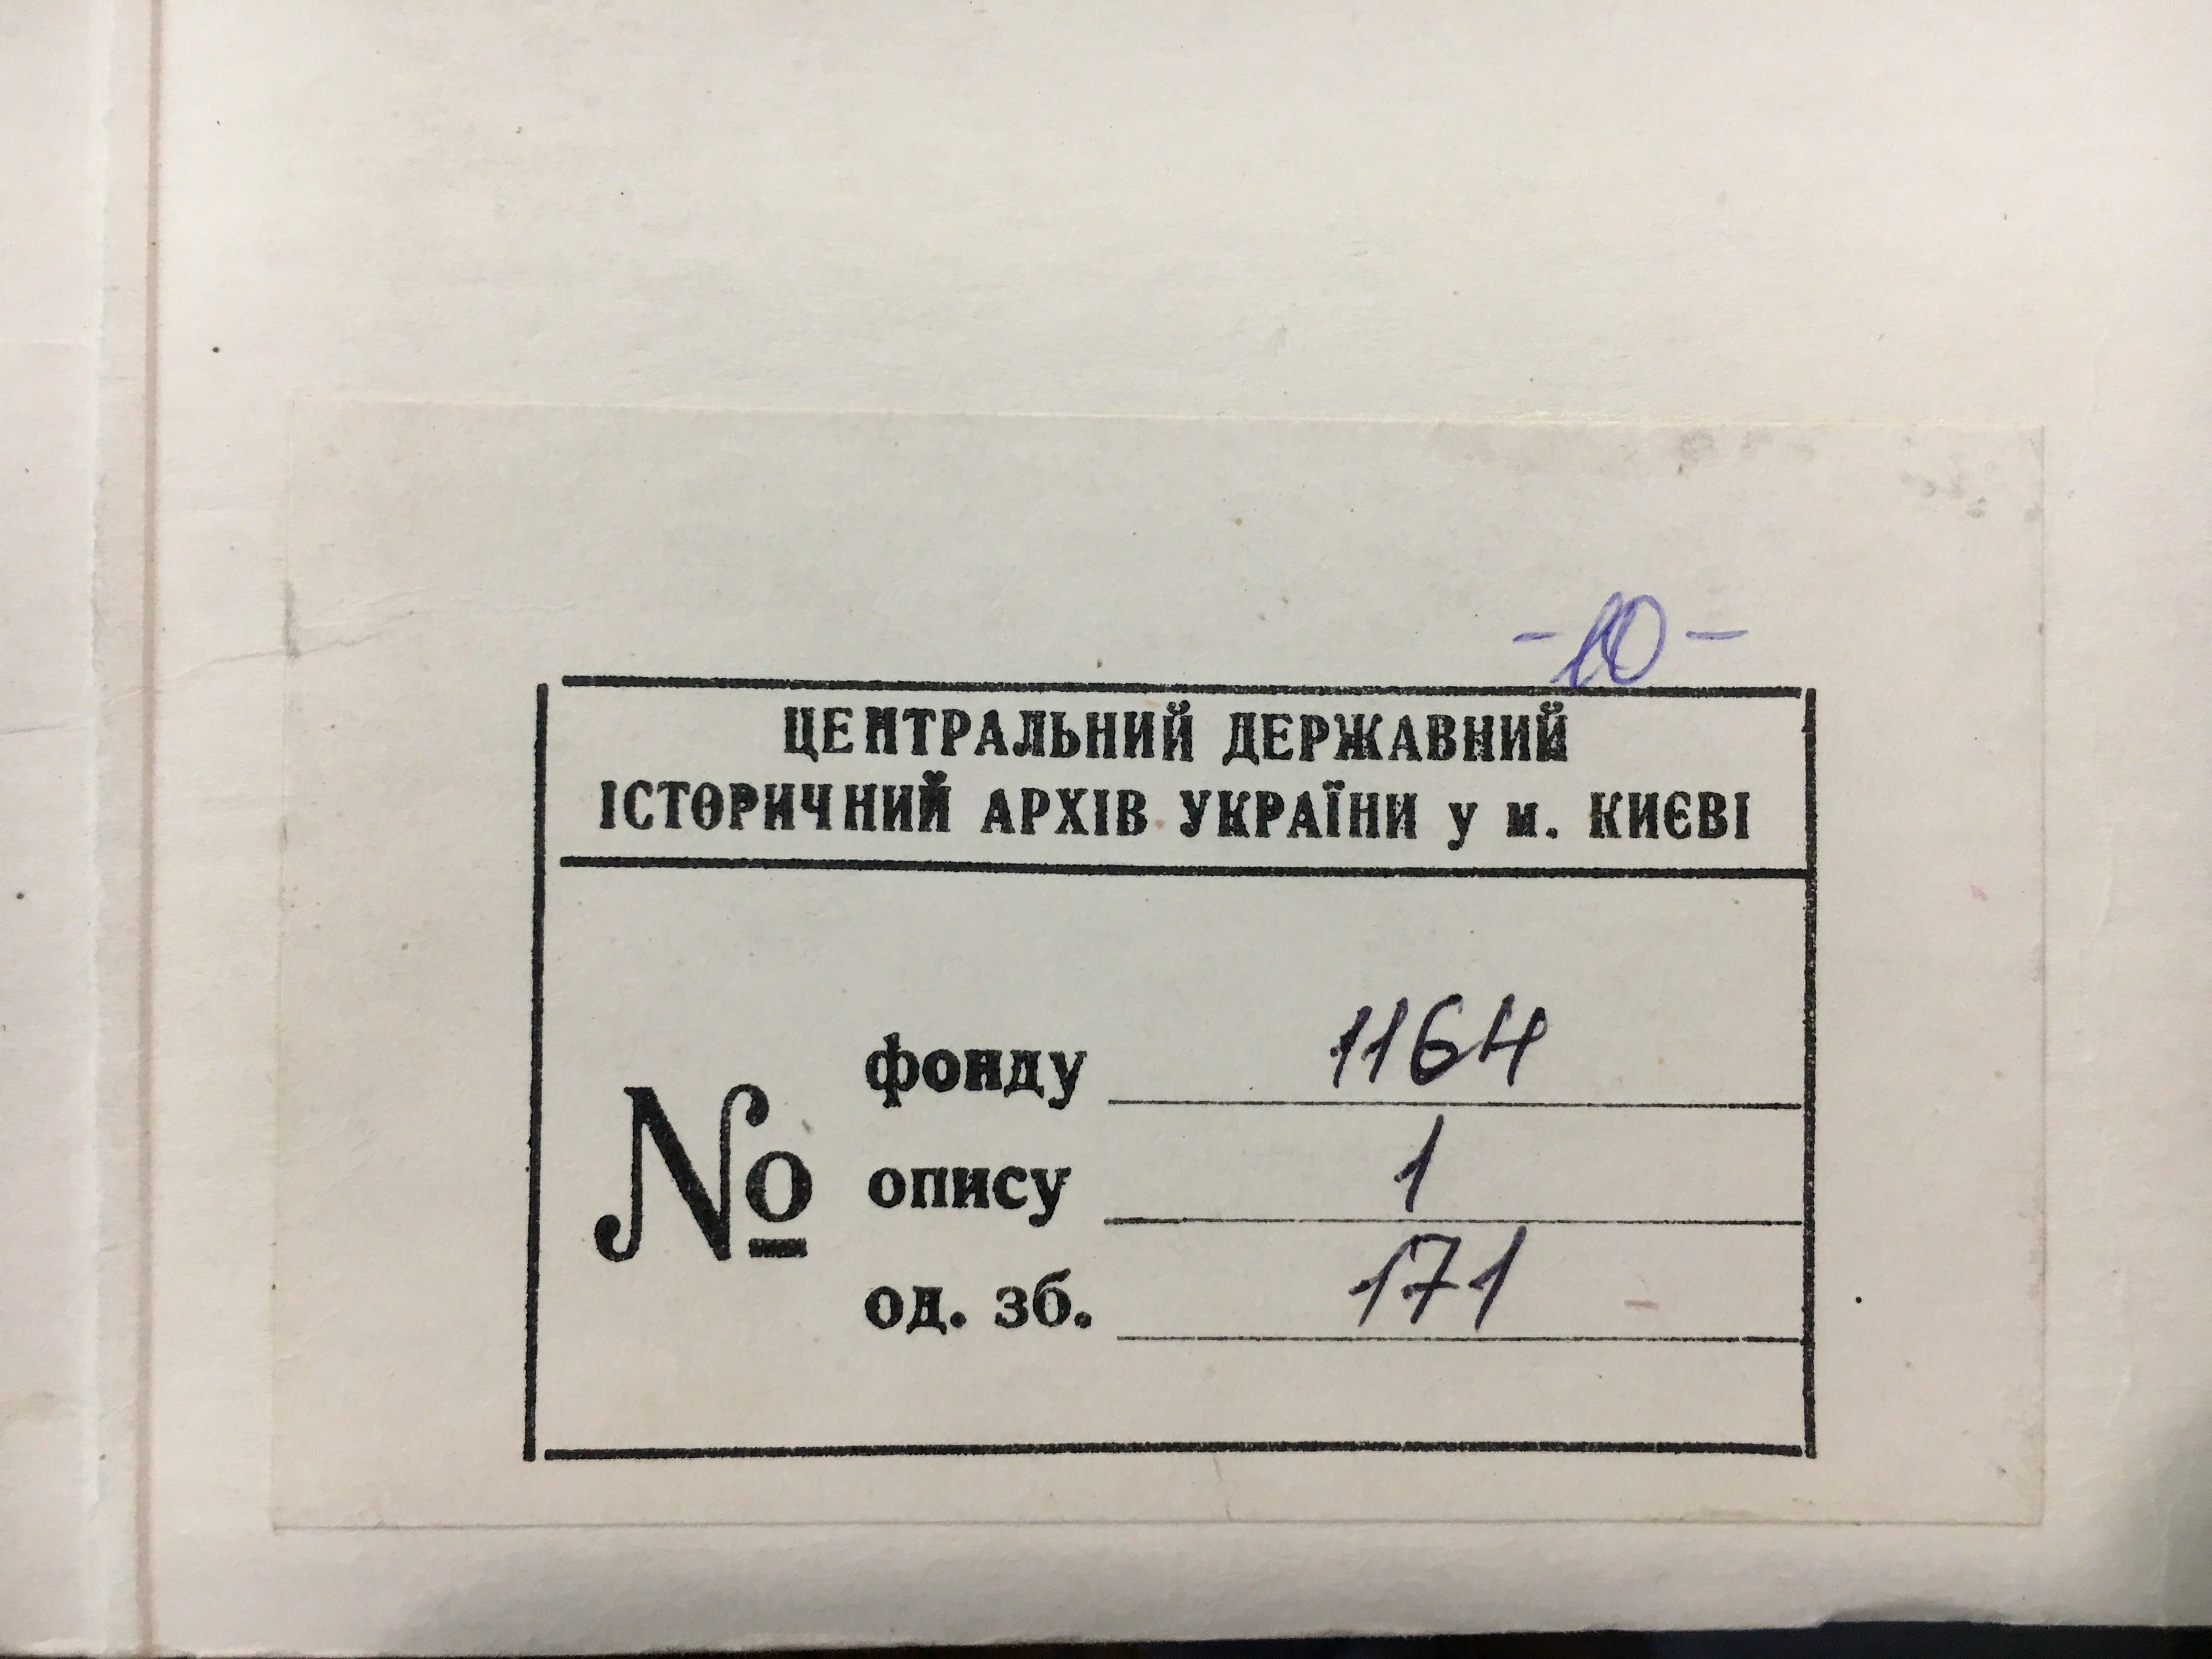 -10-
ЦЕНТРАЛЬНИЙ ДЕРЖАВНИЙ
ІСТОРИЧНИЙ АРХІВ УКРАЇНИ у м. КИЄВІ
№
фонду 1164
опису 1
од. зб. 171